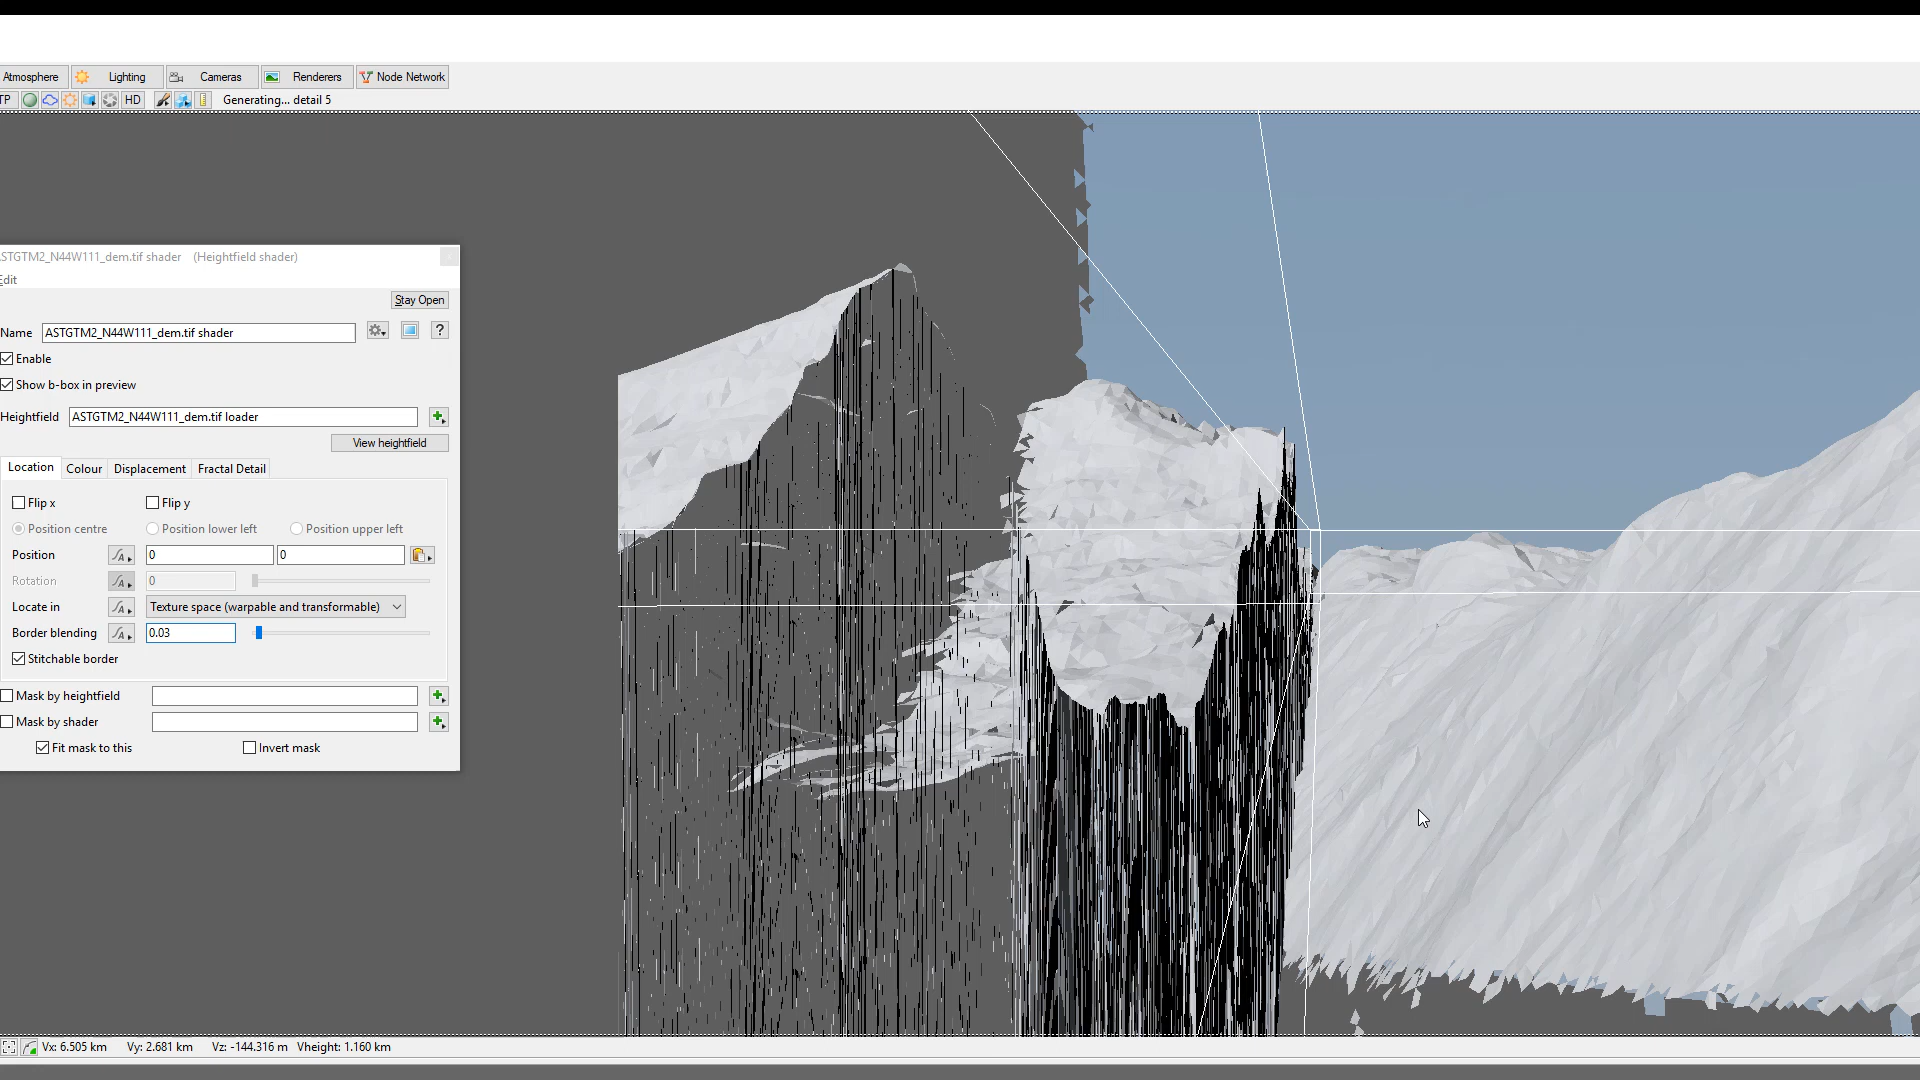 Atmosphere Lighting Cameras Renderers Node Network
TP HD Generating... detail 5
STGTM2_N44W111_dem.tif shader (Heightfield shader)
Edit
Stay Open
Name ASTGTM2_N44W111_dem.tif shader ?
Enable
Show b-box in preview
Heightfield ASTGTM2_N44W111_dem.tif loader
View heightfield
Location Colour Displacement Fractal Detail
Flip x Flip y
Position centre Position lower left Position upper left
Position 0 0
Rotation 0
Locate in Texture space (warpable and transformable)
Border blending 0.03
Stitchable border
Mask by heightfield
Mask by shader
Fit mask to this Invert mask
Vx: 6.505 km Vy: 2.681 km Vz: -144.316 m Vheight: 1.160 km